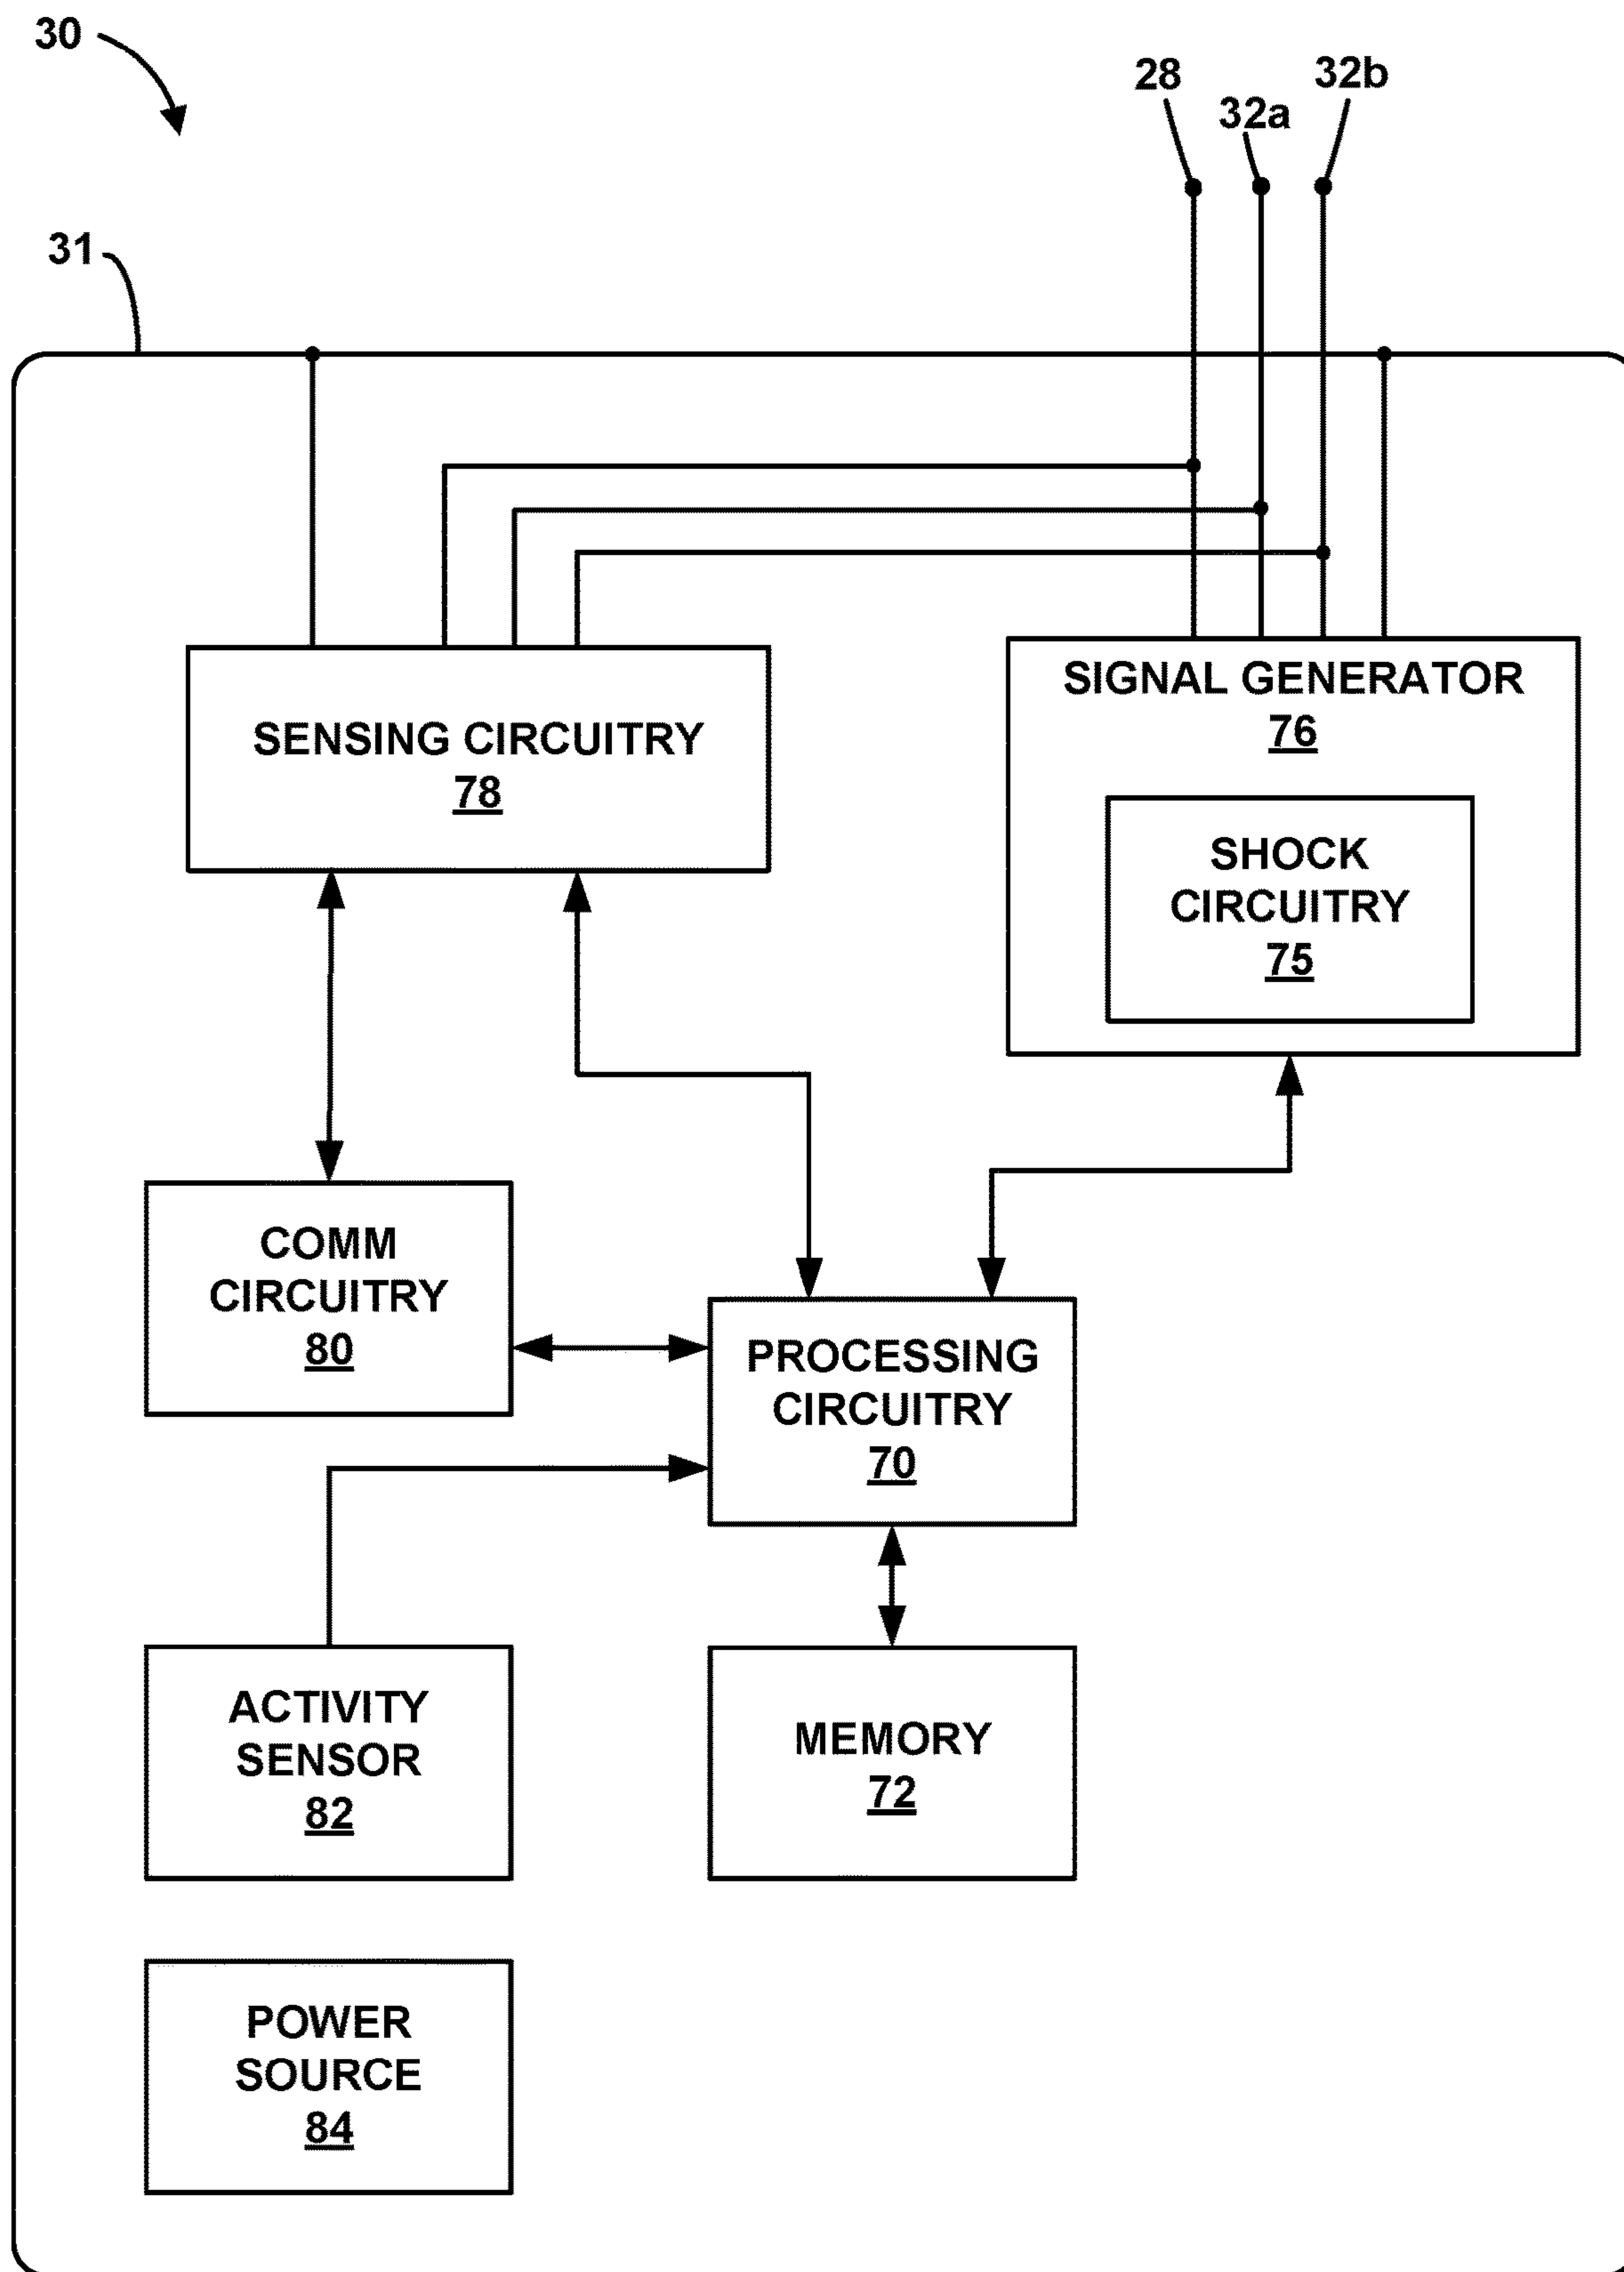 30
28
32a
32b
31
SENSING CIRCUITRY
78
SIGNAL GENERATOR
76
SHOCK
CIRCUITRY
75
COMM
CIRCUITRY
80
PROCESSING
CIRCUITRY
70
ACTIVITY
SENSOR
82
MEMORY
72
POWER
SOURCE
84